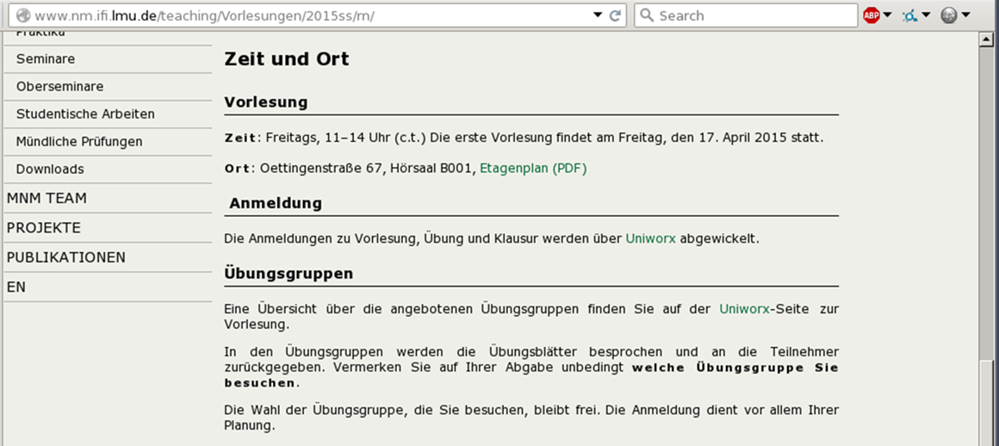 www.nm.ifi.lmu.de/teaching/Vorlesungen/2015ss/rn/
Search
ABP
Praktika
Seminare
Oberseminare
Studentische Arbeiten
Mündliche Prüfungen
Downloads
MNM TEAM
PROJEKTE
PUBLIKATIONEN
EN
Zeit und Ort
Vorlesung
Zeit: Freitags, 11–14 Uhr (c.t.) Die erste Vorlesung findet am Freitag, den 17. April 2015 statt.
Ort: Oettingenstraße 67, Hörsaal B001, Etagenplan (PDF)
Anmeldung
Die Anmeldungen zu Vorlesung, Übung und Klausur werden über Uniworx abgewickelt.
Übungsgruppen
Eine Übersicht über die angebotenen Übungsgruppen finden Sie auf der Uniworx-Seite zur
Vorlesung.
In den Übungsgruppen werden die Übungsblätter besprochen und an die Teilnehmer
zurückgegeben. Vermerken Sie auf Ihrer Abgabe unbedingt welche Übungsgruppe Sie
besuchen.
Die Wahl der Übungsgruppe, die Sie besuchen, bleibt frei. Die Anmeldung dient vor allem Ihrer
Planung.